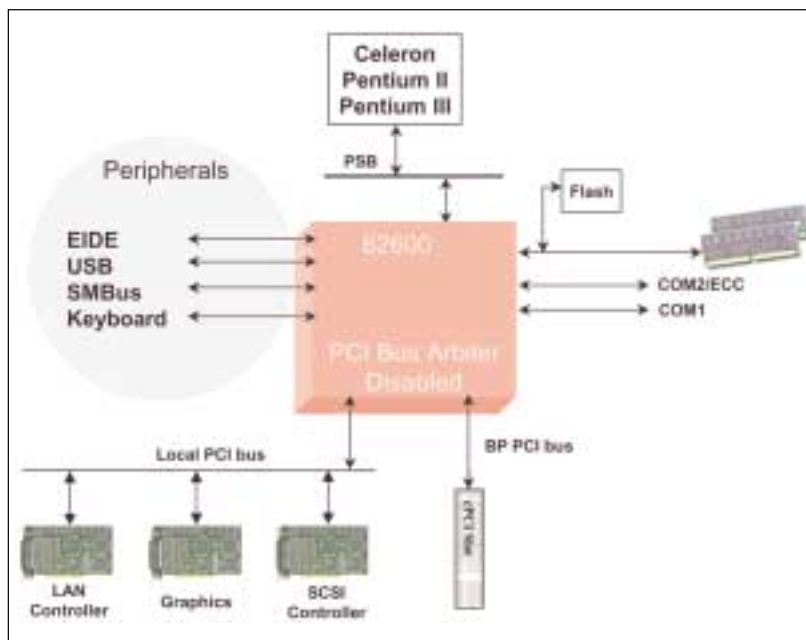 Celeron
Pentium II
Pentium III
PSB
Peripherals
Flash
EIDE
USB
SMBus
Keyboard
82600
COM2/ECC
COM1
PCI Bus Arbiter
Disabled
Local PCI bus
BP PCI bus
LAN
Controller
Graphics
SCSI
Controller